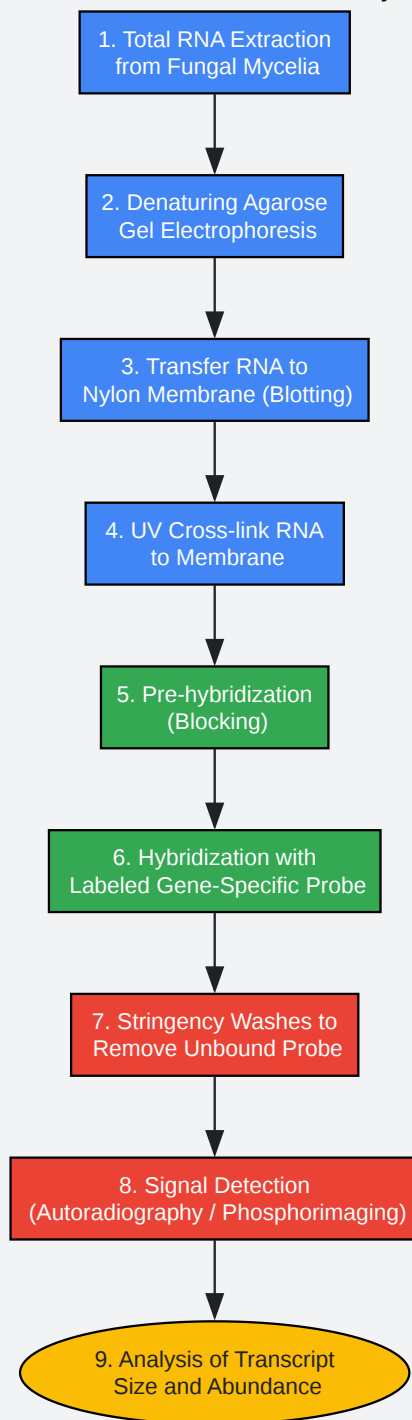 1. Total RNA Extraction
from Fungal Mycelia
2. Denaturing Agarose
Gel Electrophoresis
3. Transfer RNA to
Nylon Membrane (Blotting)
4. UV Cross-link RNA
to Membrane
5. Pre-hybridization
(Blocking)
6. Hybridization with
Labeled Gene-Specific Probe
7. Stringency Washes to
Remove Unbound Probe
8. Signal Detection
(Autoradiography / Phosphorimaging)
9. Analysis of Transcript
Size and Abundance